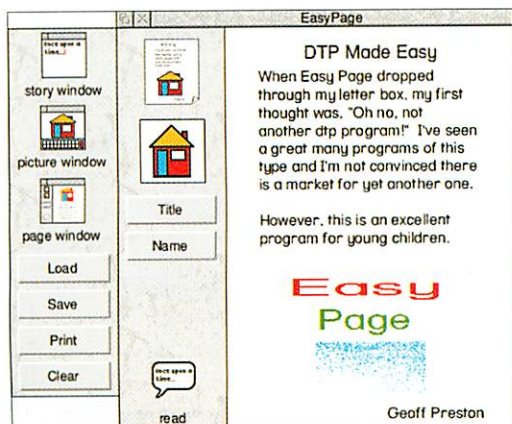 EasyPage
Once upon a
time...
story window
picture window
page window
Load
Save
Print
Clear
Title
Name
Once upon a
time...
read
DTP Made Easy
When Easy Page dropped
through my letter box, my first
thought was, "Oh no, not
another dtp program!" I've seen
a great many programs of this
type and I'm not convinced there
is a market for yet another one.
However, this is an excellent
program for young children.
Easy
Page
Geoff Preston